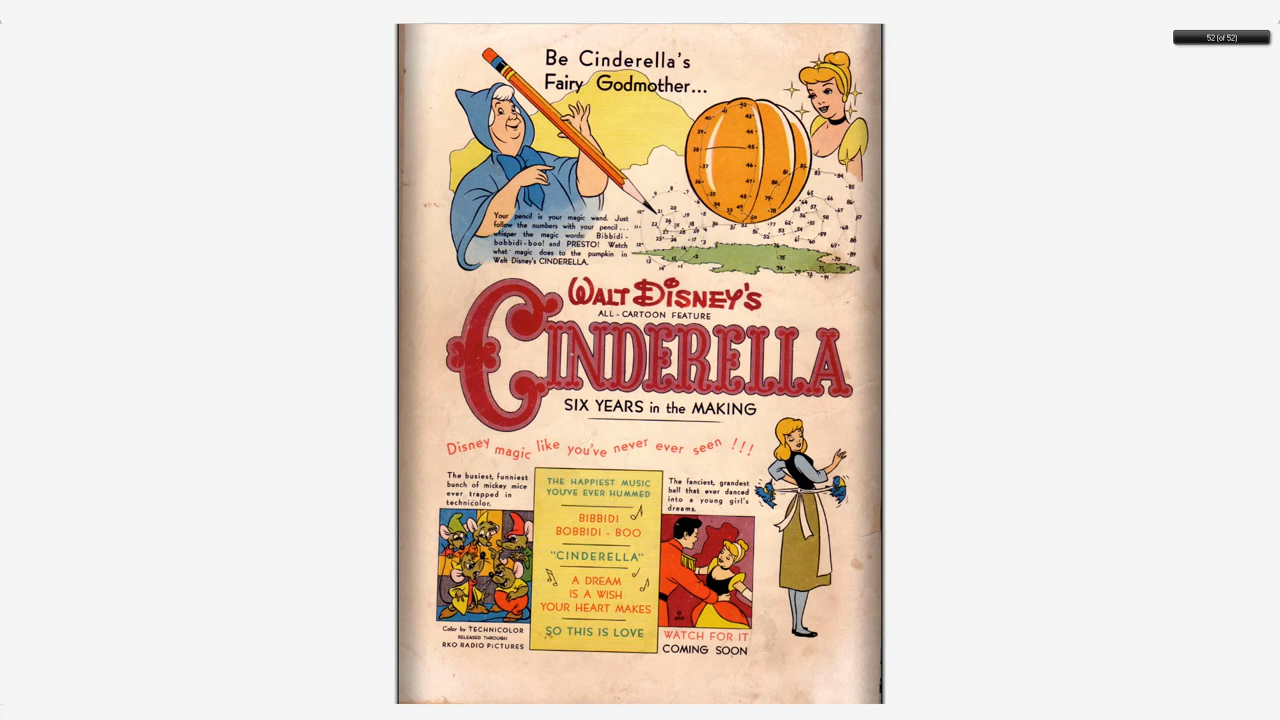 52 (of 52)
Be Cinderella's
Fairy Godmother...
Your pencil is your magic wand. Just
follow the numbers with your pencil...
whisper the magic words: Bibbidi-
bobbidi-boo! and PRESTO! Watch
what magic does to the pumpkin in
Walt Disney's CINDERELLA.
WALT DISNEY'S
ALL-CARTOON FEATURE
CINDERELLA
SIX YEARS in the MAKING
Disney magic like you've never ever seen !!!
The busiest, funniest
bunch of mickey mice
ever trapped in
technicolor.
THE HAPPIEST MUSIC
YOU'VE EVER HUMMED
BIBBIDI
BOBBIDI - BOO
"CINDERELLA"
A DREAM
IS A WISH
YOUR HEART MAKES
SO THIS IS LOVE
The fanciest, grandest
ball that ever danced
into a young girl's
dreams.
Color by TECHNICOLOR
RELEASED THROUGH
RKO RADIO PICTURES
WATCH FOR IT
COMING SOON